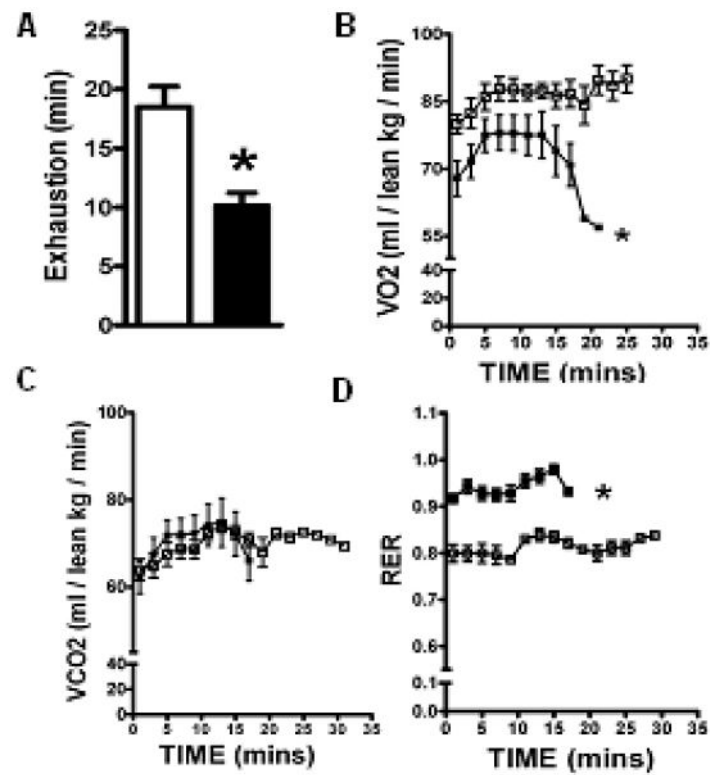 A
Exhaustion (min)
25
20
15
10
5
0
*
B
VO2 (ml / lean kg / min)
100
85
70
55
40
20
0
*
0 5 10 15 20 25 30 35
TIME (mins)
C
VCO2 (ml / lean kg / min)
100
80
60
40
20
0
0 5 10 15 20 25 30 35
TIME (mins)
D
RER
1.1
1.0
0.9
0.8
0.7
0.6
0.1
0.0
*
0 5 10 15 20 25 30 35
TIME (mins)